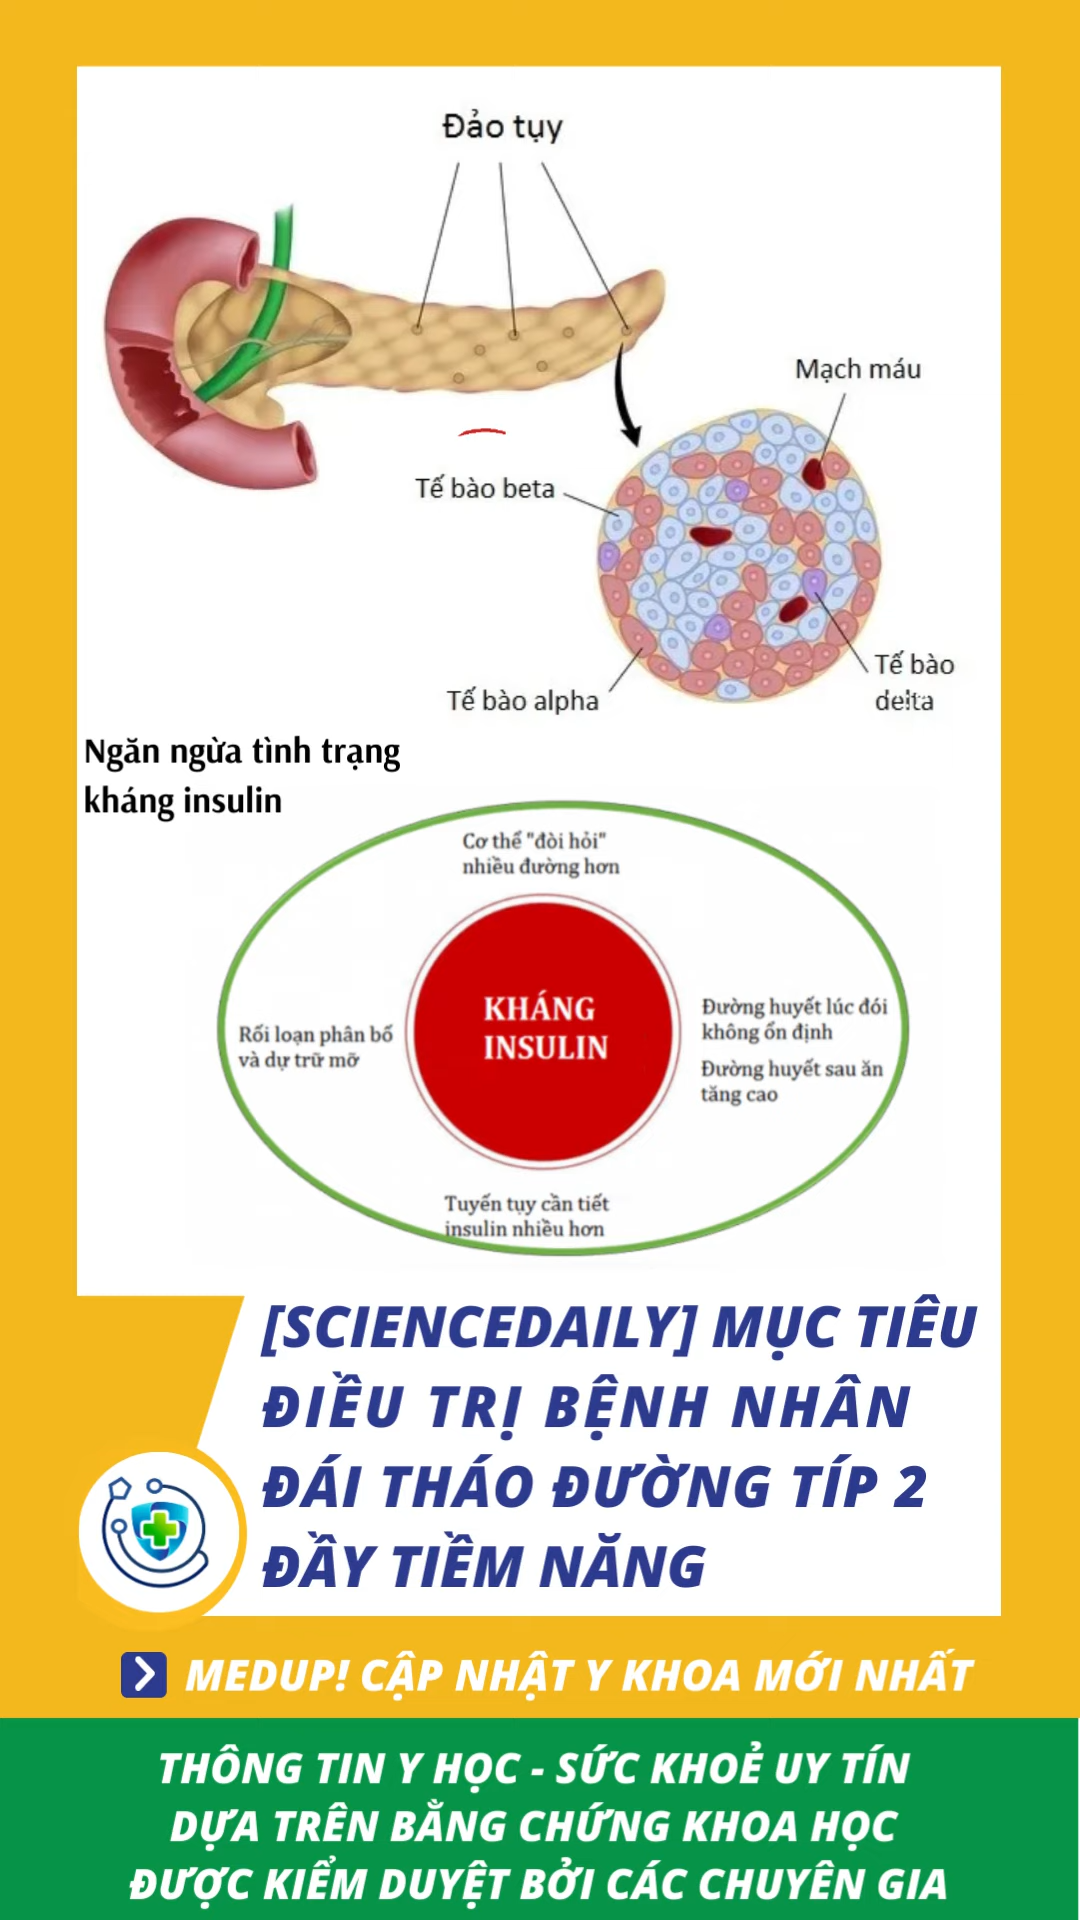 Đảo tụy
Mạch máu
Tế bào beta
Tế bào
delta
Tế bào alpha
Ngăn ngừa tình trạng
kháng insulin
Cơ thể "đòi hỏi"
nhiều đường hơn
KHÁNG
INSULIN
Rối loạn phân bố
và dự trữ mỡ
Đường huyết lúc đói
không ổn định
Đường huyết sau ăn
tăng cao
Tuyến tụy cần tiết
insulin nhiều hơn
[SCIENCEDAILY] MỤC TIÊU
ĐIỀU TRỊ BỆNH NHÂN
ĐÁI THÁO ĐƯỜNG TÍP 2
ĐẦY TIỀM NĂNG
MEDUP! CẬP NHẬT Y KHOA MỚI NHẤT
THÔNG TIN Y HỌC - SỨC KHOẺ UY TÍN
DỰA TRÊN BẰNG CHỨNG KHOA HỌC
ĐƯỢC KIỂM DUYỆT BỞI CÁC CHUYÊN GIA